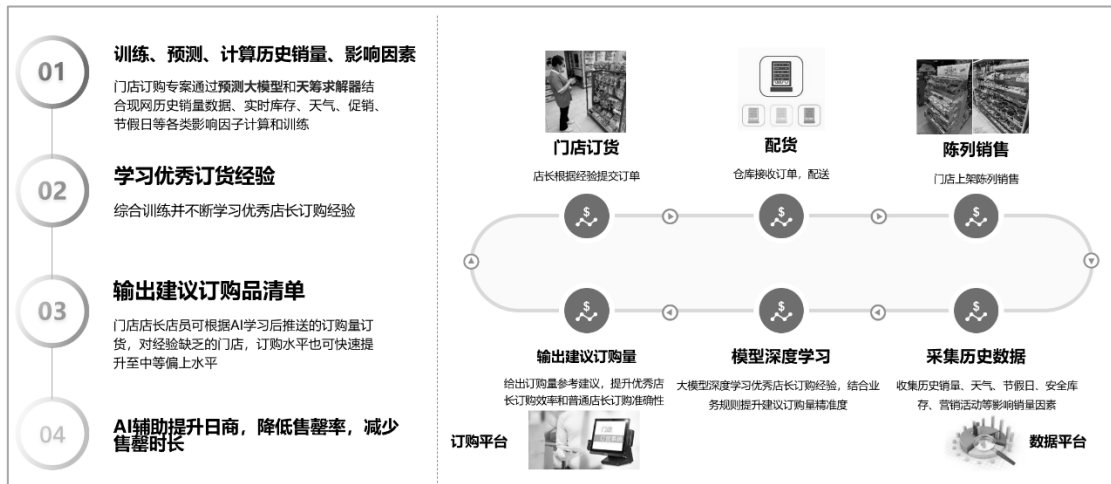 01
训练、预测、计算历史销量、影响因素
门店订购专案通过预测大模型和天筹求解器结
合现网历史销量数据、实时库存、天气、促销、
节假日等各类影响因子计算和训练
02
学习优秀订货经验
综合训练并不断学习优秀店长订购经验
03
输出建议订购品清单
门店店长店员可根据AI学习后推送的订购量订
货，对经验缺乏的门店，订购水平也可快速提
升至中等偏上水平
04
AI辅助提升日商，降低售罄率，减少
售罄时长
门店订货
店长根据经验提交订单
配货
仓库接收订单，配送
陈列销售
门店上架陈列销售
$
$
$
$
$
$
输出建议订购量
给出订购量参考建议，提升优秀店
长订购效率和普通店长订购准确性
模型深度学习
大模型深度学习优秀店长订购经验，结合业
务规则提升建议订购量精准度
采集历史数据
收集历史销量、天气、节假日、安全库
存、营销活动等影响销量因素
订购平台
数据平台